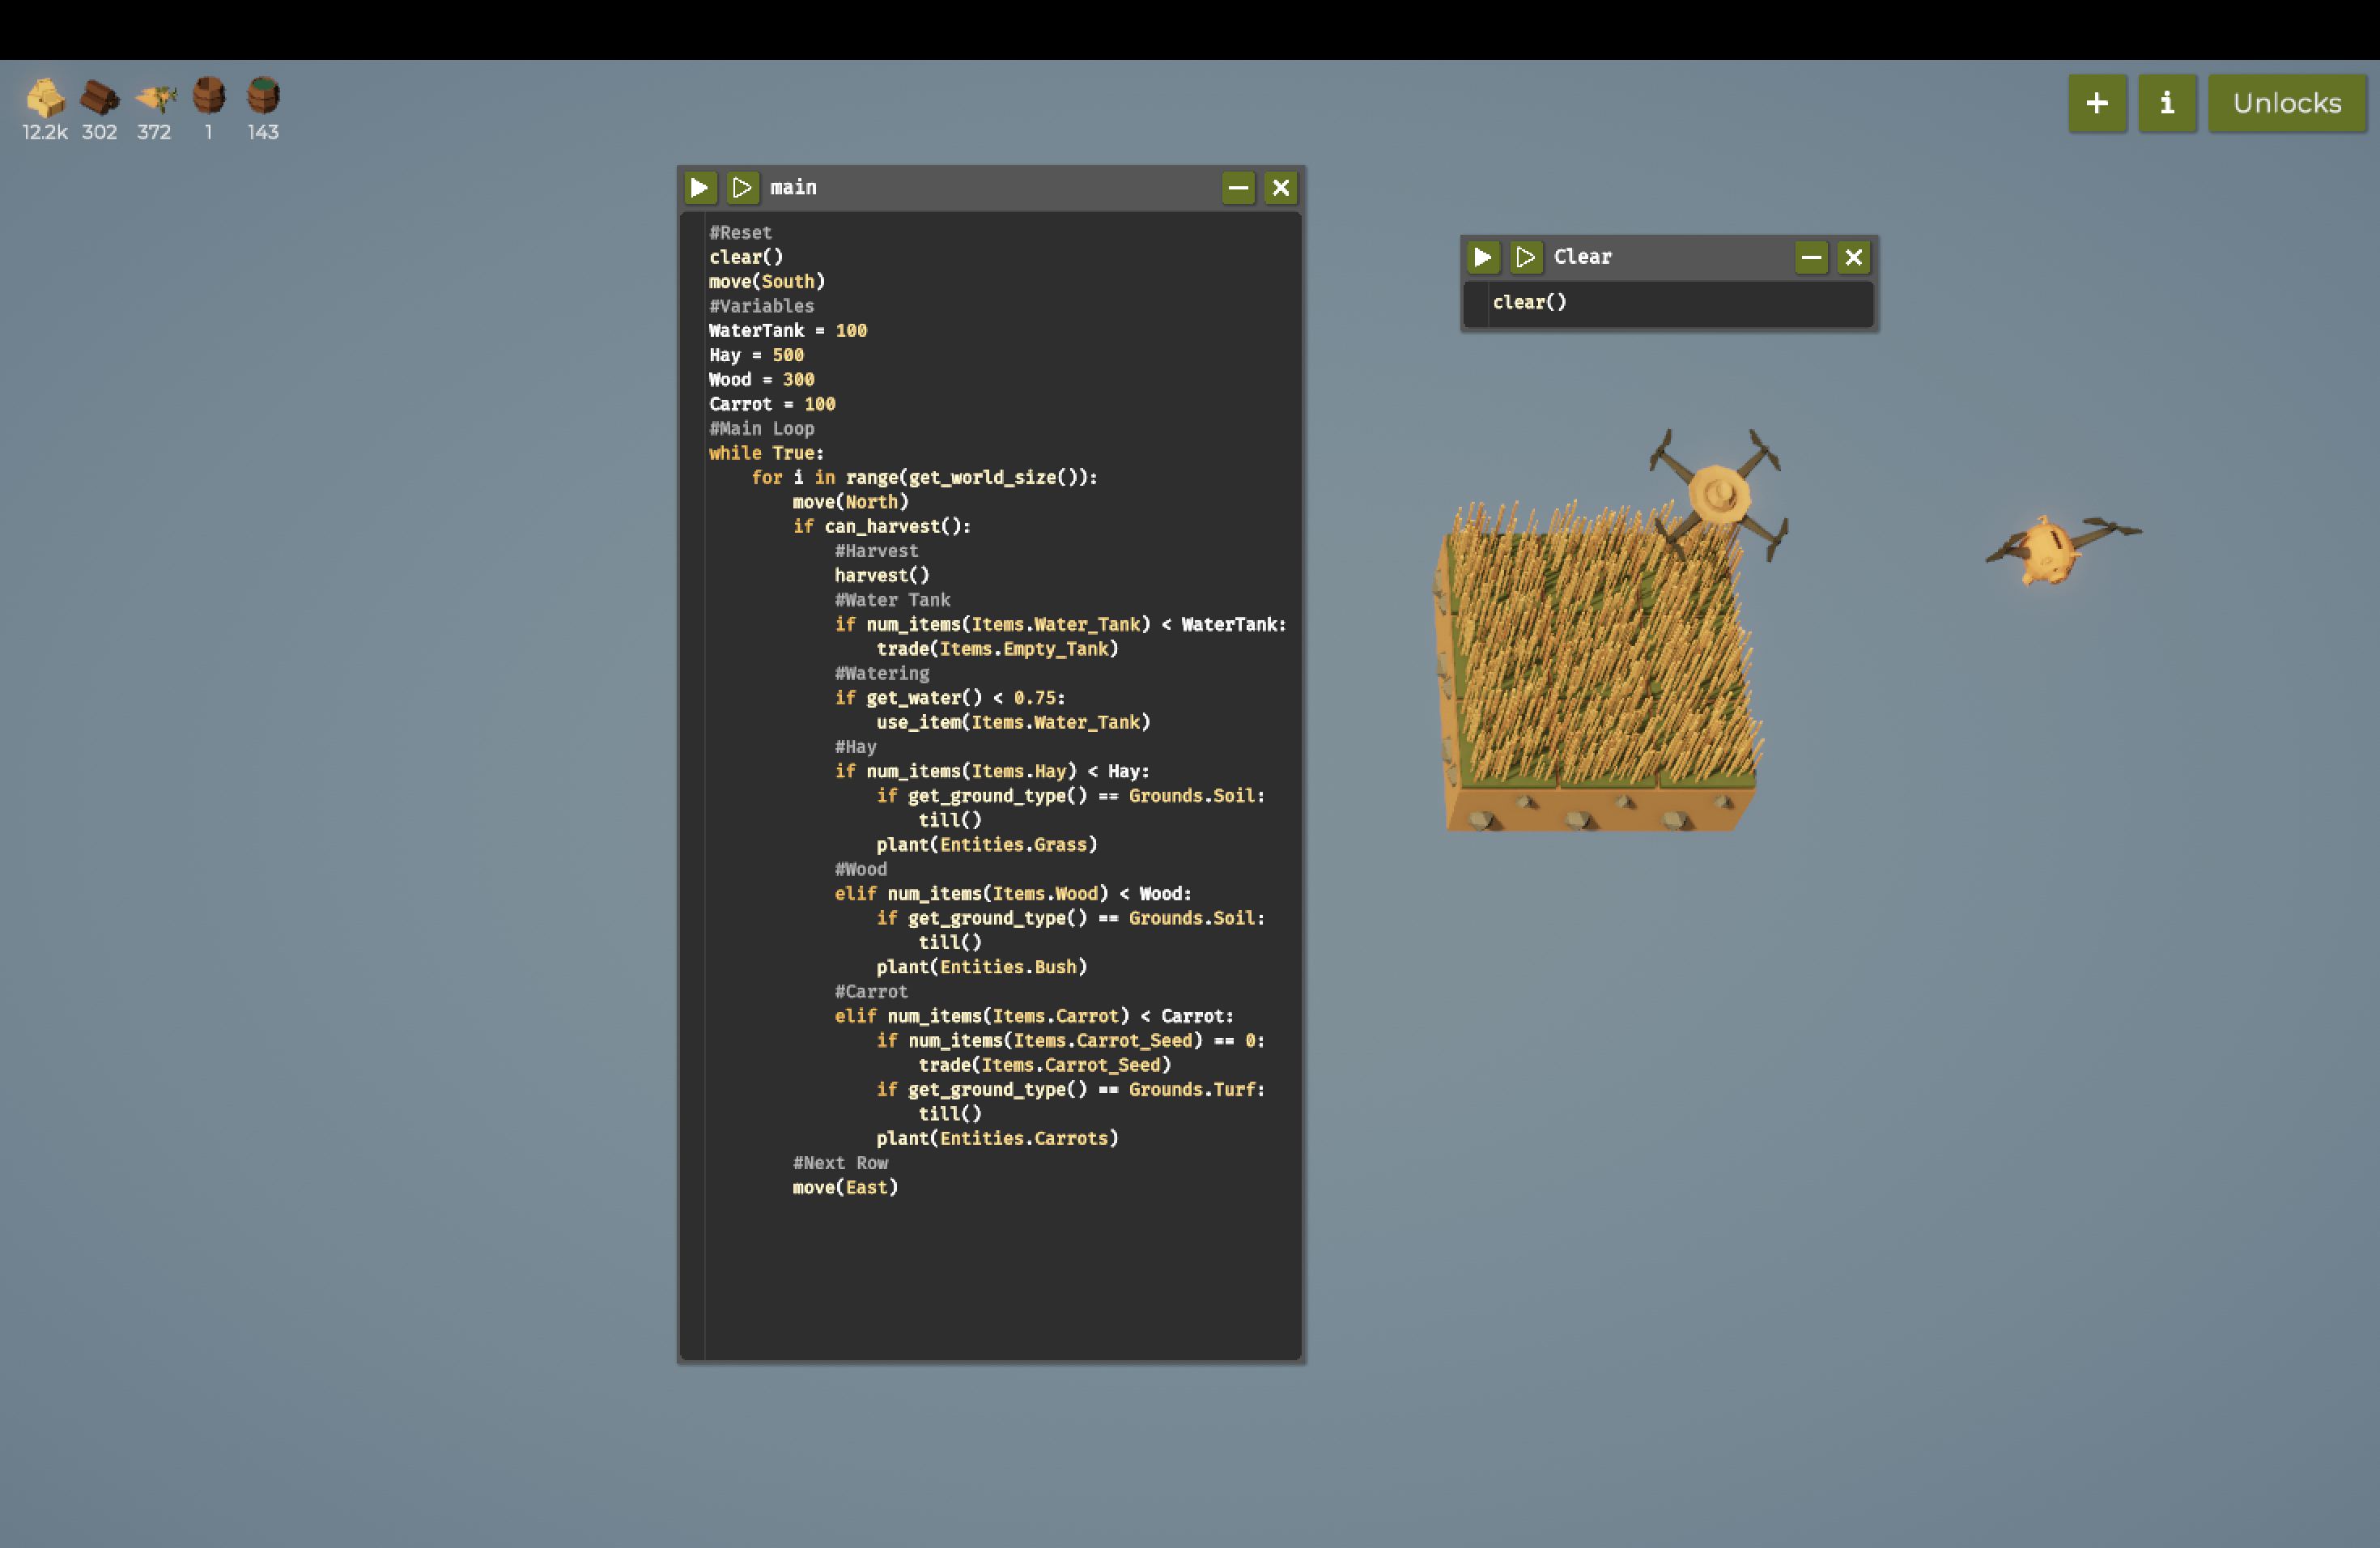 12.2k 302 372 1 143
+ i Unlocks
main
#Reset
clear()
move(South)
#Variables
WaterTank = 100
Hay = 500
Wood = 300
Carrot = 100
#Main Loop
while True:
    for i in range(get_world_size()):
        move(North)
        if can_harvest():
            #Harvest
            harvest()
            #Water Tank
            if num_items(Items.Water_Tank) < WaterTank:
                trade(Items.Empty_Tank)
            #Watering
            if get_water() < 0.75:
                use_item(Items.Water_Tank)
            #Hay
            if num_items(Items.Hay) < Hay:
                if get_ground_type() == Grounds.Soil:
                    till()
                plant(Entities.Grass)
            #Wood
            elif num_items(Items.Wood) < Wood:
                if get_ground_type() == Grounds.Soil:
                    till()
                plant(Entities.Bush)
            #Carrot
            elif num_items(Items.Carrot) < Carrot:
                if num_items(Items.Carrot_Seed) == 0:
                    trade(Items.Carrot_Seed)
                if get_ground_type() == Grounds.Turf:
                    till()
                plant(Entities.Carrots)
        #Next Row
        move(East)
Clear
clear()